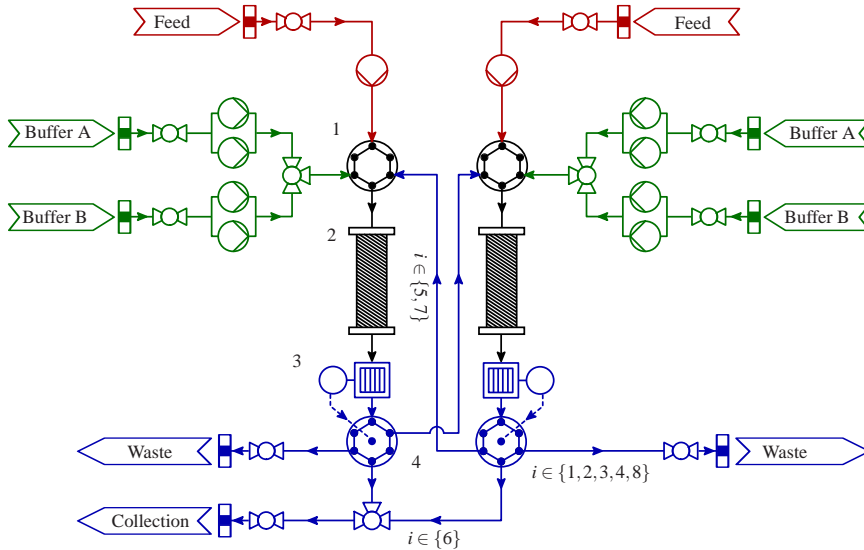 Feed
Feed
1
Buffer A
Buffer A
Buffer B
Buffer B
2
i ∈ {5, 7}
3
Waste
4
Waste
i ∈ {1, 2, 3, 4, 8}
Collection
i ∈ {6}